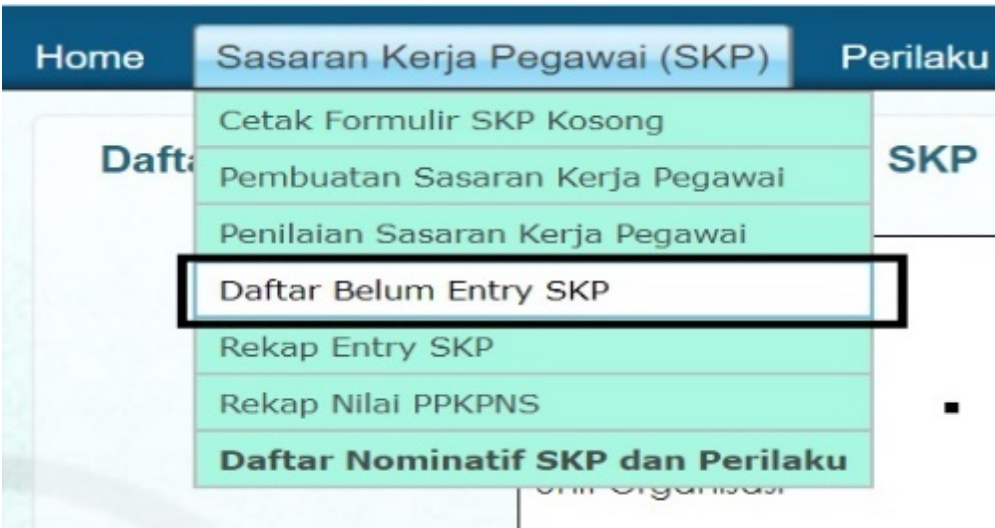 Home Sasaran Kerja Pegawai (SKP) Perilaku
Cetak Formulir SKP Kosong
SKP
Pembuatan Sasaran Kerja Pegawai
Penilaian Sasaran Kerja Pegawai
Daftar Belum Entry SKP
Rekap Entry SKP
Rekap Nilai PPKPNS
Daftar Nominatif SKP dan Perilaku